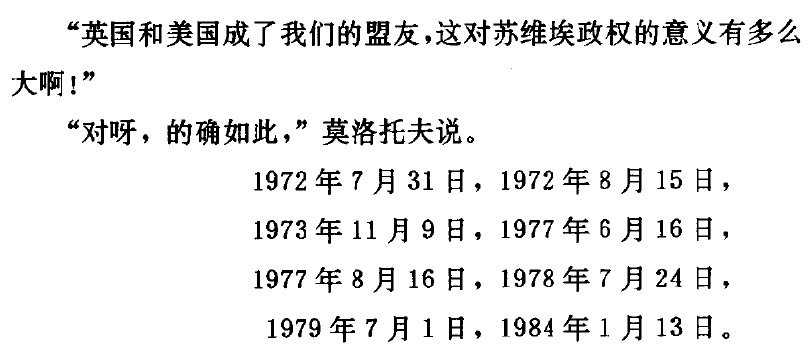 “英国和美国成了我们的盟友，这对苏维埃政权的意义有多么
大啊！”
“对呀，的确如此，”莫洛托夫说。
1972年7月31日，1972年8月15日，
1973年11月9日，1977年6月16日，
1977年8月16日，1978年7月24日，
1979年7月1日，1984年1月13日。